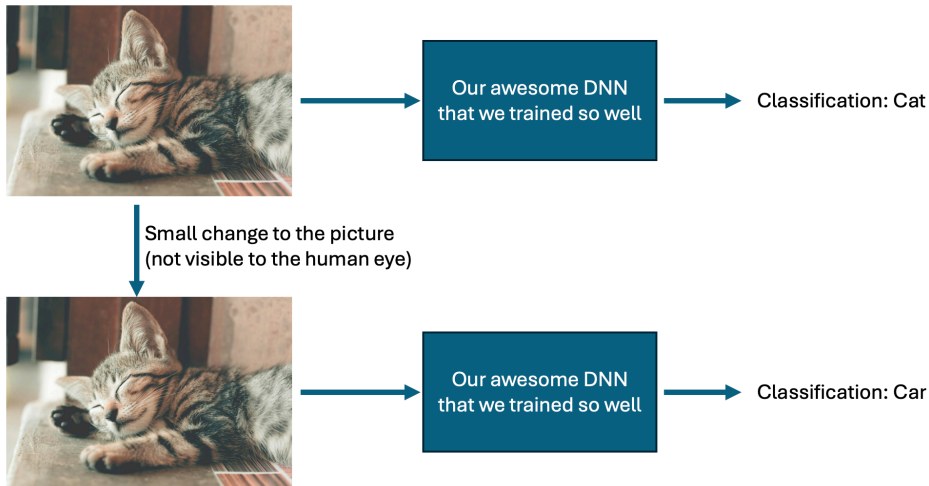 Our awesome DNN
that we trained so well
Classification: Cat
Small change to the picture
(not visible to the human eye)
Our awesome DNN
that we trained so well
Classification: Car